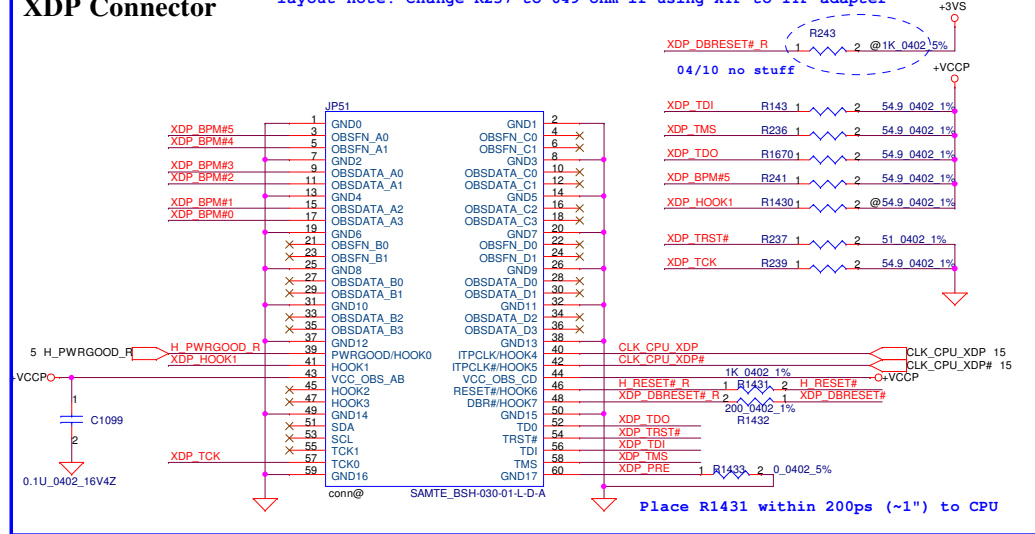 XDP Connector
layout note: Change R237 to 649 ohm if using XTP to ITP adapter
+3VS
R243
XDP_DBRESET#_R 1 2 @1K_0402_5%
04/10 no stuff
+VCCP
XDP_TDI R143 1 2 54.9_0402_1%
XDP_TMS R236 1 2 54.9_0402_1%
XDP_TDO R1670 1 2 54.9_0402_1%
XDP_BPM#5 R241 1 2 54.9_0402_1%
XDP_HOOK1 R1430 1 2 @54.9_0402_1%
XDP_TRST# R237 1 2 51_0402_1%
XDP_TCK R239 1 2 54.9_0402_1%
JP51
1 GND0 GND1 2
XDP_BPM#5 3 OBSFN_A0 OBSFN_C0 4
XDP_BPM#4 5 OBSFN_A1 OBSFN_C1 6
7 GND2 GND3 8
XDP_BPM#3 9 OBSDATA_A0 OBSDATA_C0 10
XDP_BPM#2 11 OBSDATA_A1 OBSDATA_C1 12
13 GND4 GND5 14
XDP_BPM#1 15 OBSDATA_A2 OBSDATA_C2 16
XDP_BPM#0 17 OBSDATA_A3 OBSDATA_C3 18
19 GND6 GND7 20
21 OBSFN_B0 OBSFN_D0 22
23 OBSFN_B1 OBSFN_D1 24
25 GND8 GND9 26
27 OBSDATA_B0 OBSDATA_D0 28
29 OBSDATA_B1 OBSDATA_D1 30
31 GND10 GND11 32
33 OBSDATA_B2 OBSDATA_D2 34
35 OBSDATA_B3 OBSDATA_D3 36
37 GND12 GND13 38
5 H_PWRGOOD_R H_PWRGOOD_R 39 PWRGOOD/HOOK0 ITPCLK/HOOK4 40 CLK_CPU_XDP CLK_CPU_XDP 15
XDP_HOOK1 41 HOOK1 ITPCLK#/HOOK5 42 CLK_CPU_XDP# CLK_CPU_XDP# 15
+VCCP 43 VCC_OBS_AB VCC_OBS_CD 44 1K_0402_1% +VCCP
45 HOOK2 RESET#/HOOK6 46 H_RESET#_R 1 R1431 2 H_RESET#
47 HOOK3 DBR#/HOOK7 48 XDP_DBRESET#_R 2 1 XDP_DBRESET#
200_0402_1%
49 GND14 GND15 50 R1432
51 SDA TD0 52 XDP_TDO
53 SCL TRST# 54 XDP_TRST#
55 TCK1 TDI 56 XDP_TDI
XDP_TCK 57 TCK0 TMS 58 XDP_TMS
59 GND16 GND17 60 XDP_PRE 1 R1433 2 0_0402_5%
conn@ SAMTE_BSH-030-01-L-D-A
1
C1099
2
0.1U_0402_16V4Z
Place R1431 within 200ps (~1") to CPU